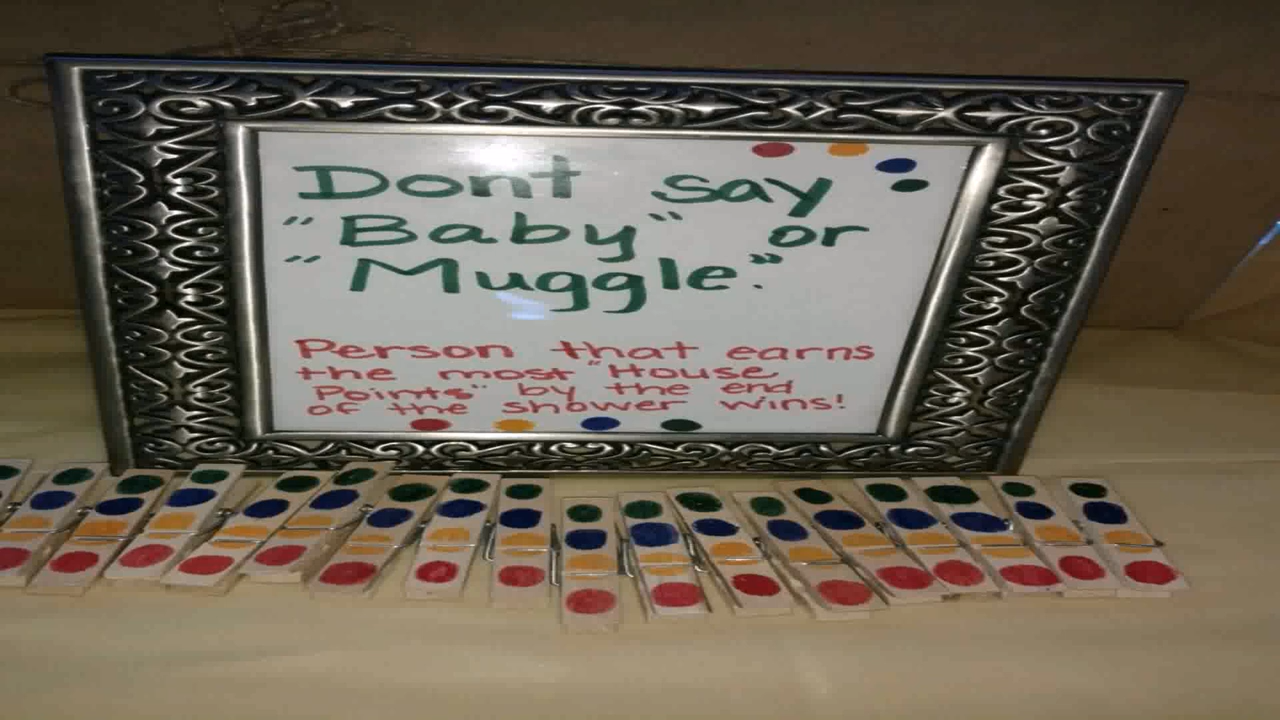 Dont say
"Baby" or
"Muggle."
Person that earns
the most "House
Points" by the end
of the shower wins!